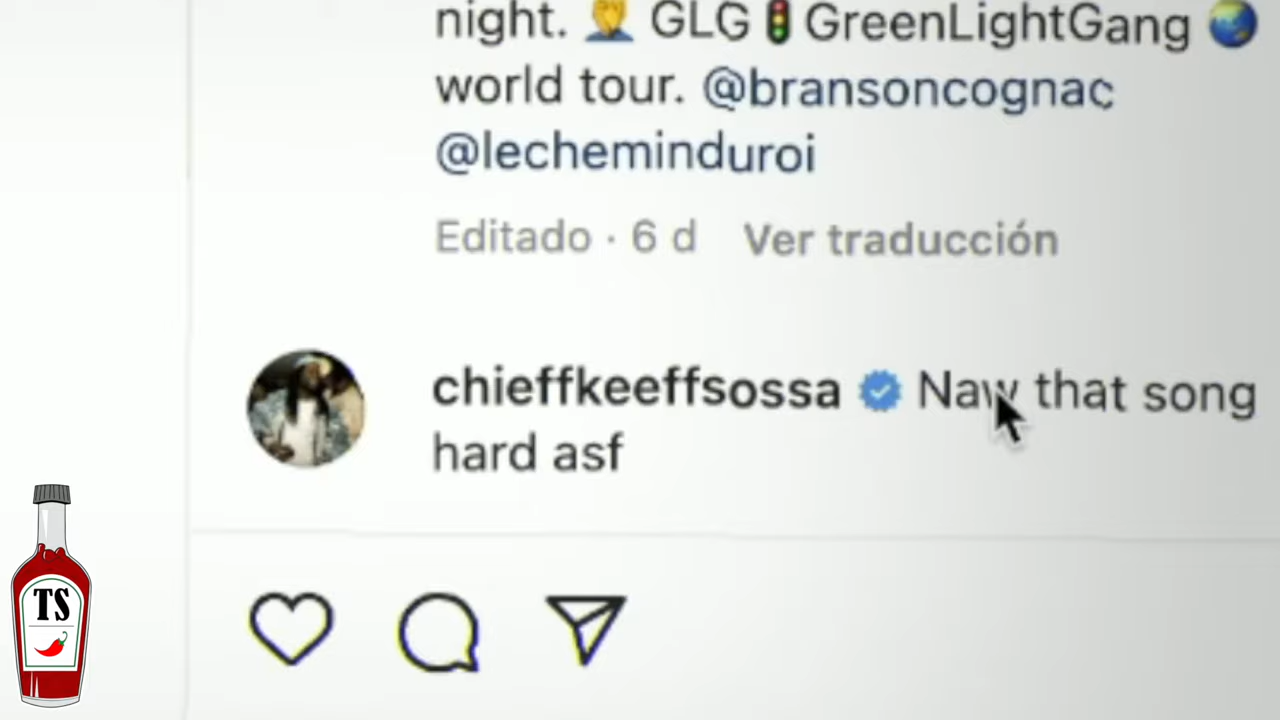 night. 🤦 GLG🚦GreenLightGang 🌏
world tour. @bransoncognac
@lecheminduroi
Editado · 6 d Ver traducción
chieffkeeffsossa Naw that song
hard asf
TS